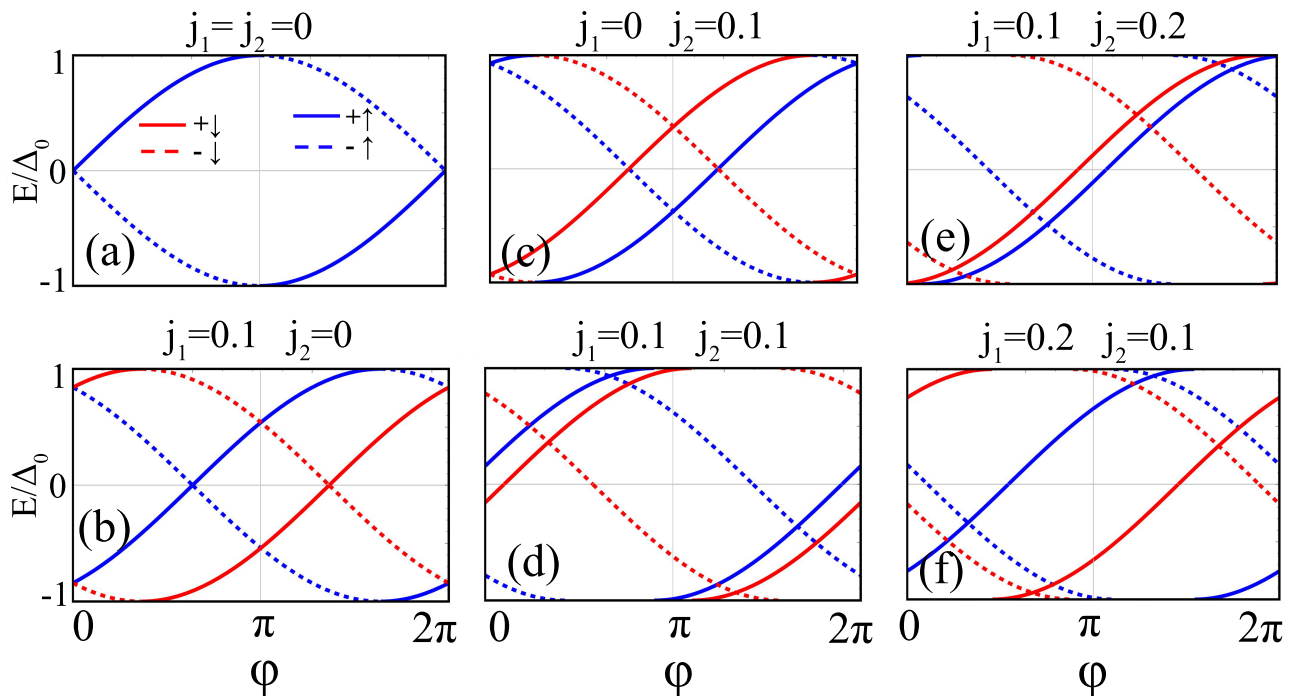 j1= j2=0
j1=0 j2=0.1
j1=0.1 j2=0.2
1
E/Δ0
0
-1
+↓
-↓
+↑
-↑
(a)
(c)
(e)
j1=0.1 j2=0
j1=0.1 j2=0.1
j1=0.2 j2=0.1
1
E/Δ0
0
-1
(b)
(d)
(f)
0 π 2π
0 π 2π
0 π 2π
φ φ φ